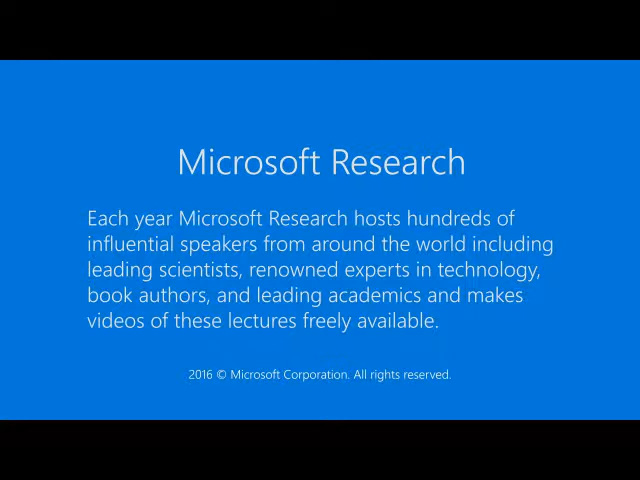 Microsoft Research
Each year Microsoft Research hosts hundreds of
influential speakers from around the world including
leading scientists, renowned experts in technology,
book authors, and leading academics and makes
videos of these lectures freely available.
2016 © Microsoft Corporation. All rights reserved.